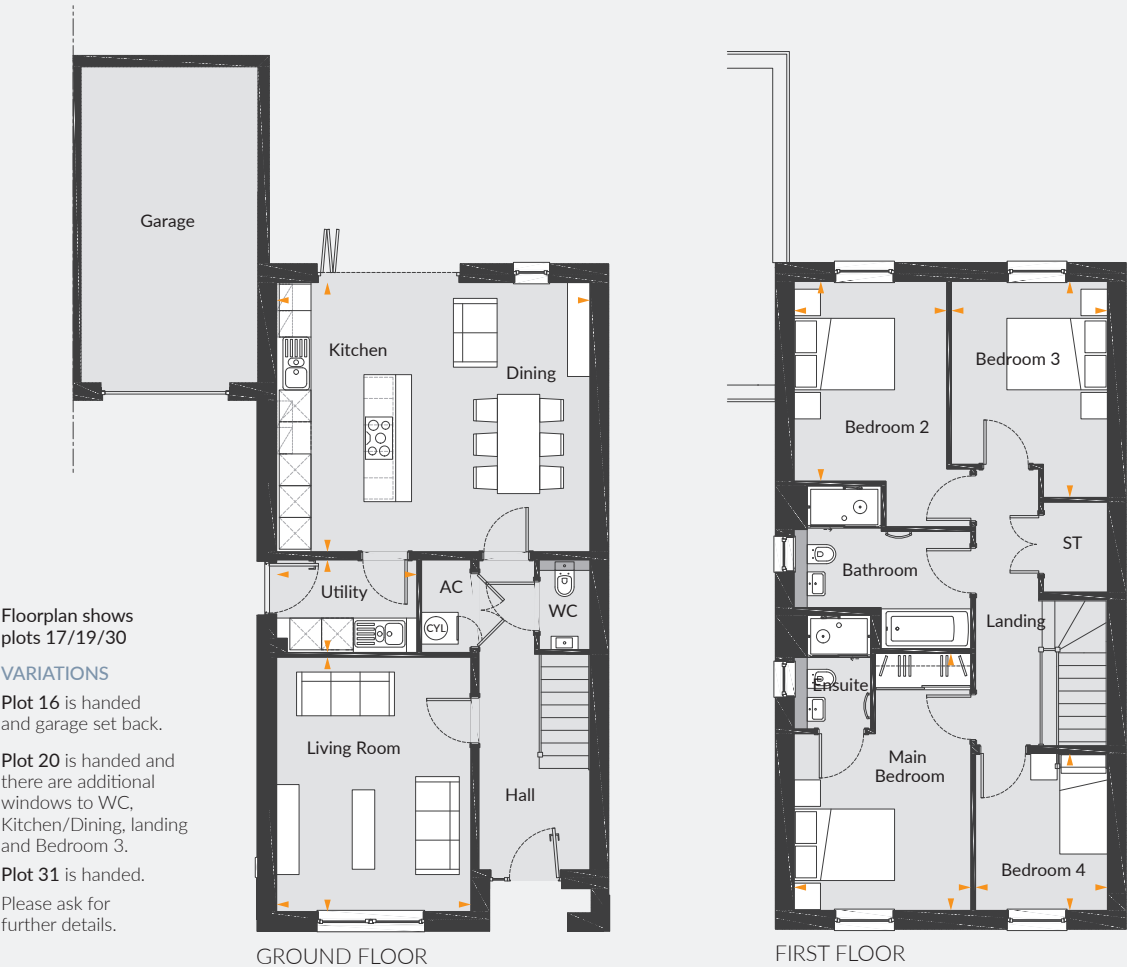 Garage
Kitchen
Dining
Utility
AC
CYL
WC
Living Room
Hall
GROUND FLOOR
Bedroom 2
Bedroom 3
Bathroom
ST
Landing
Ensuite
Main
Bedroom
Bedroom 4
FIRST FLOOR
Floorplan shows
plots 17/19/30
VARIATIONS
Plot 16 is handed
and garage set back.
Plot 20 is handed and
there are additional
windows to WC,
Kitchen/Dining, landing
and Bedroom 3.
Plot 31 is handed.
Please ask for
further details.